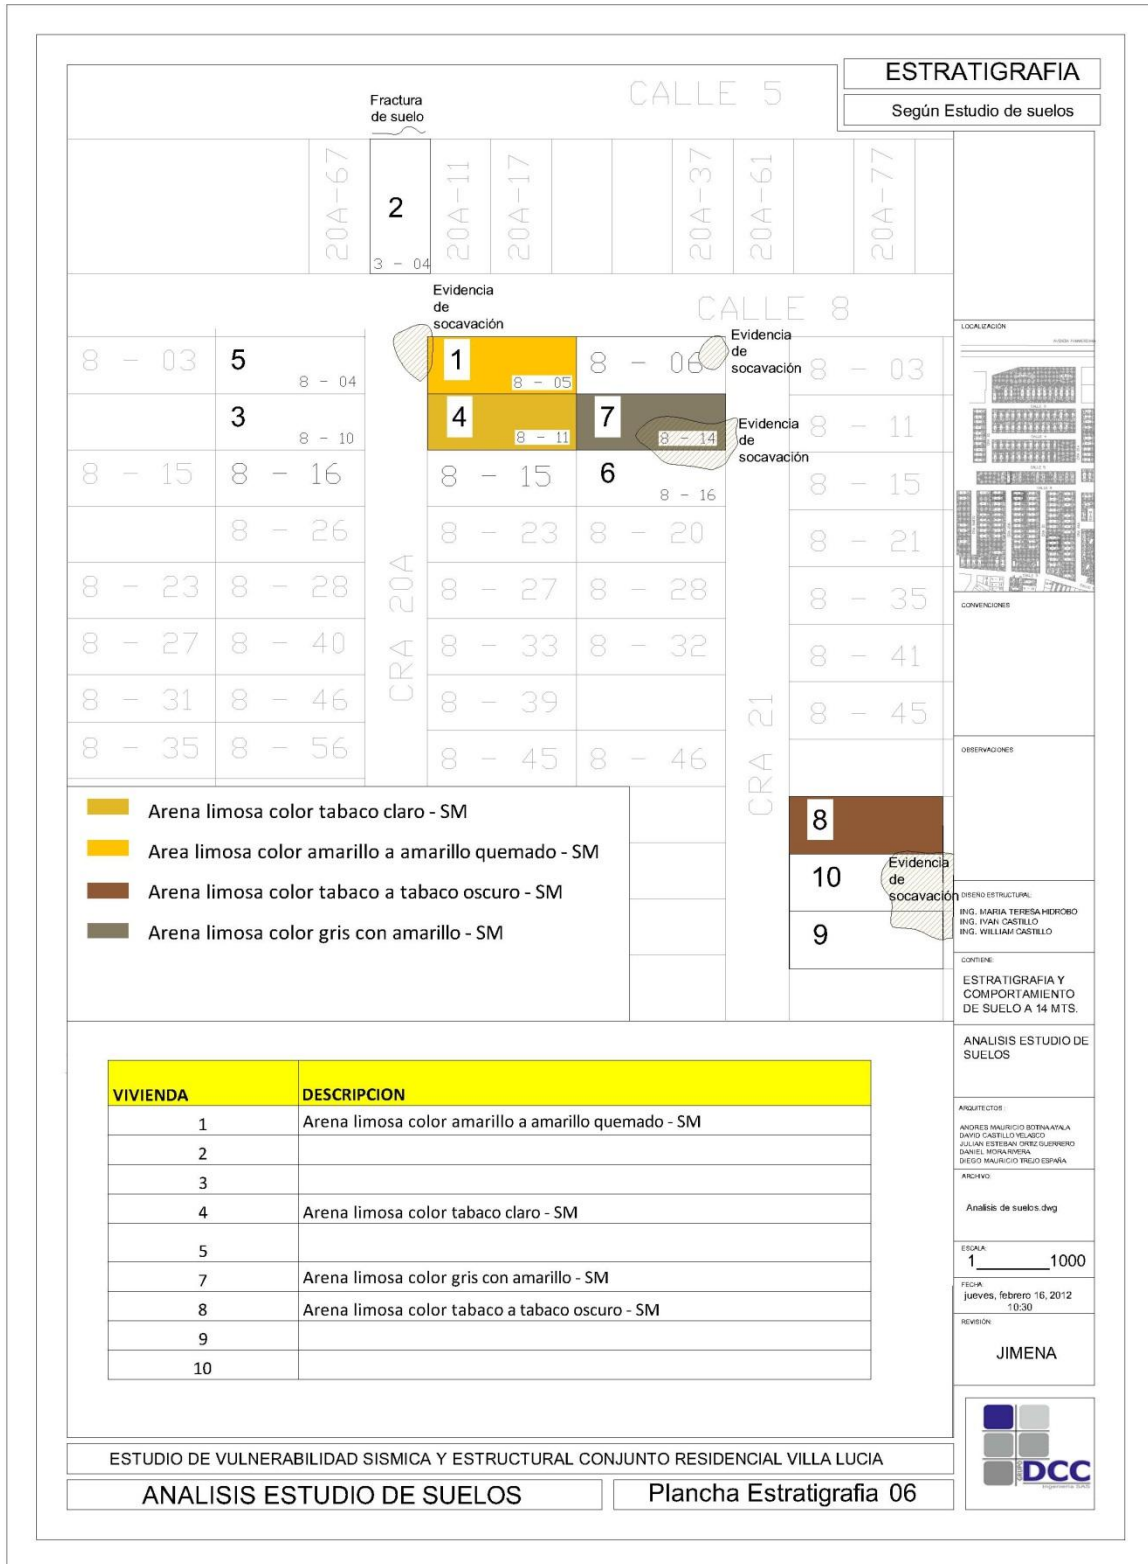 ESTRATIGRAFIA
Según Estudio de suelos
CALLE 5
Fractura
de suelo
20A-67
2
3 - 04
20A-11
20A-17
20A-37
20A-61
20A-77
Evidencia
de
socavación
CALLE 8
Evidencia
de
socavación
8 - 03
5
8 - 04
1
8 - 05
8 - 06
8 - 03
3
8 - 10
4
8 - 11
7
8 - 14
Evidencia
de
socavación
8 - 11
8 - 15
8 - 16
8 - 15
6
8 - 16
8 - 15
8 - 26
8 - 23
8 - 20
8 - 21
8 - 23
8 - 28
CRA 20A
8 - 27
8 - 28
8 - 35
8 - 27
8 - 40
8 - 33
8 - 32
8 - 41
8 - 31
8 - 46
8 - 39
CRA 21
8 - 45
8 - 35
8 - 56
8 - 45
8 - 46
Arena limosa color tabaco claro - SM
Area limosa color amarillo a amarillo quemado - SM
Arena limosa color tabaco a tabaco oscuro - SM
Arena limosa color gris con amarillo - SM
8
10
Evidencia
de
socavación
9
VIVIENDA DESCRIPCION
1 Arena limosa color amarillo a amarillo quemado - SM
2
3
4 Arena limosa color tabaco claro - SM
5
7 Arena limosa color gris con amarillo - SM
8 Arena limosa color tabaco a tabaco oscuro - SM
9
10
LOCALIZACIÓN
CONVENCIONES
OBSERVACIONES
DISEÑO ESTRUCTURAL:
ING. MARIA TERESA HIDROBO
ING. IVAN CASTILLO
ING. WILLIAM CASTILLO
CONTIENE:
ESTRATIGRAFIA Y
COMPORTAMIENTO
DE SUELO A 14 MTS.
ANALISIS ESTUDIO DE
SUELOS
ARQUITECTOS:
ANDRES MAURICIO BOTINA AYALA
DAVID CASTILLO VELASCO
JULIAN ESTEBAN ORTIZ GUERRERO
DANIEL MORA RIVERA
DIEGO MAURICIO TREJO ESPAÑA
ARCHIVO:
Analisis de suelos.dwg
ESCALA:
1________1000
FECHA:
jueves, febrero 16, 2012
10:30
REVISIÓN:
JIMENA
ESTUDIO DE VULNERABILIDAD SISMICA Y ESTRUCTURAL CONJUNTO RESIDENCIAL VILLA LUCIA
ANALISIS ESTUDIO DE SUELOS
Plancha Estratigrafia 06
GRUPO
DCC
Ingeniería SAS